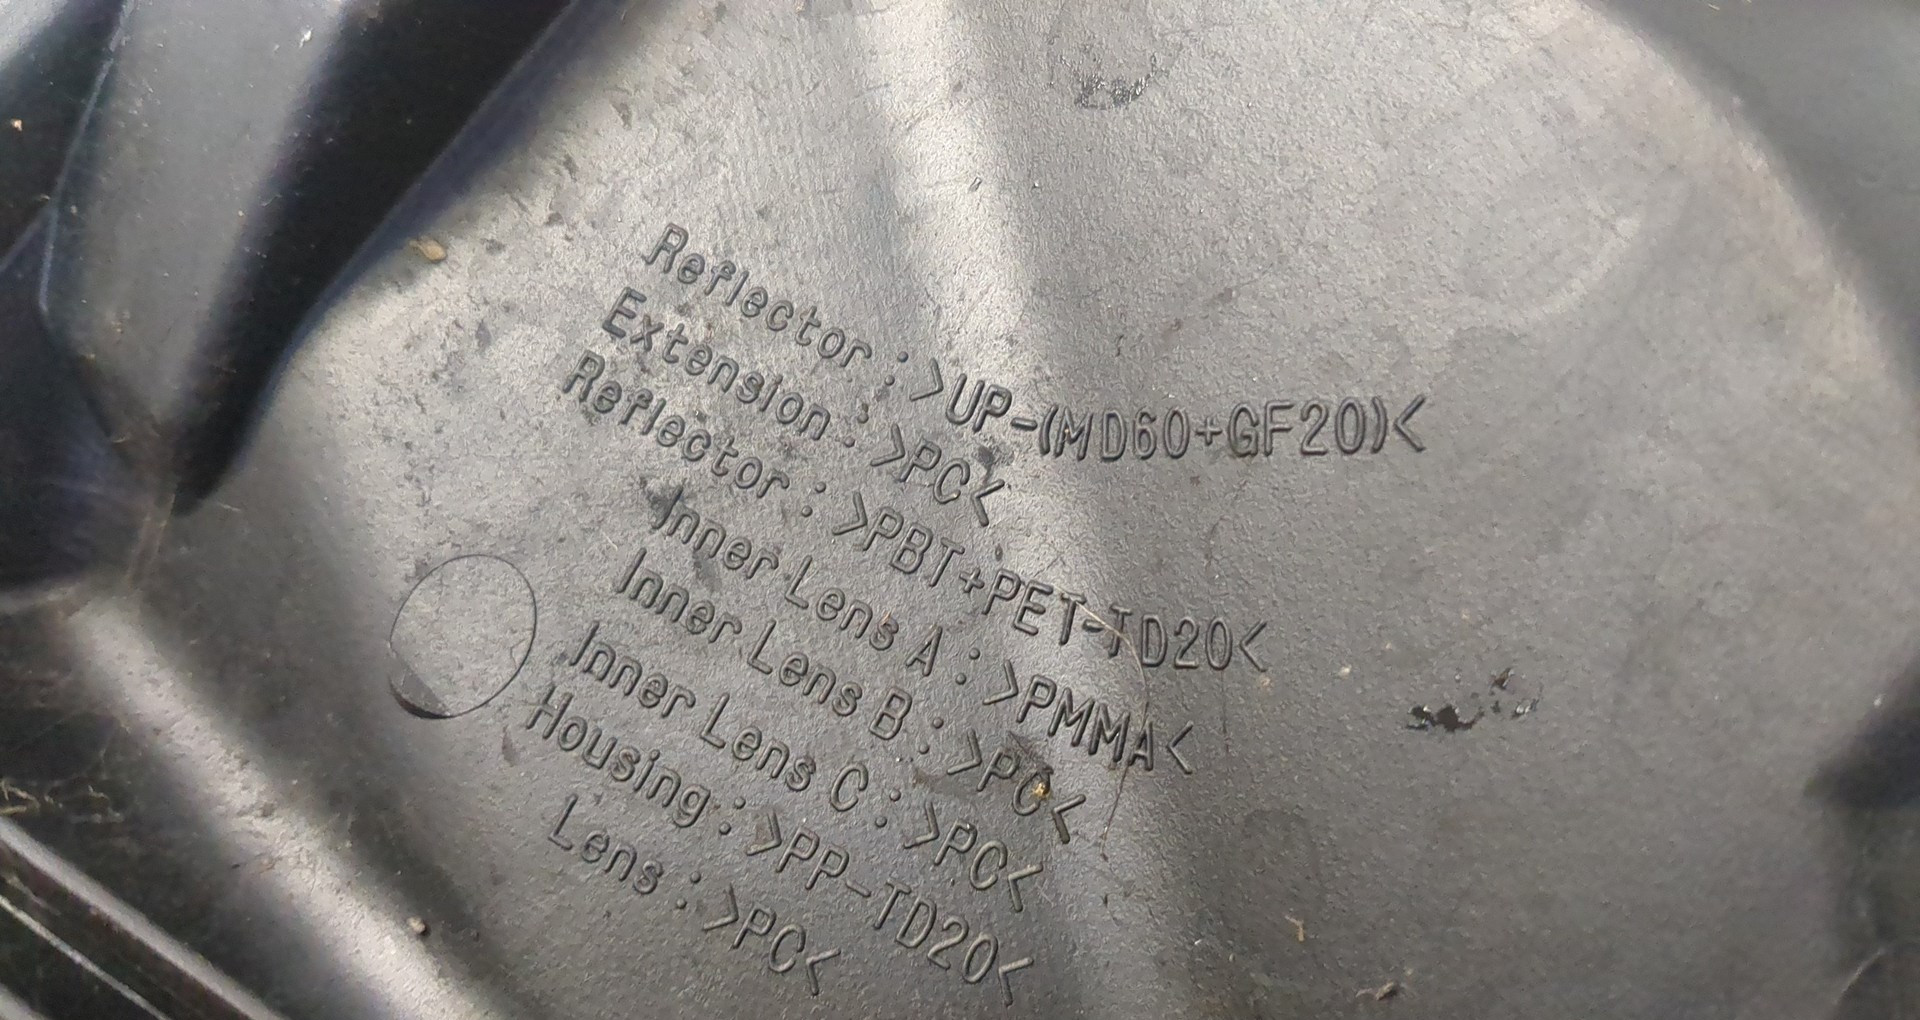 Reflector : >UP-(MD60+GF20)<
Extension : >PC<
Reflector : >PBT+PET-TD20<
Inner Lens A : >PMMA<
Inner Lens B : >PC<
Inner Lens C : >PC<
Housing : >PP-TD20<
Lens : >PC<